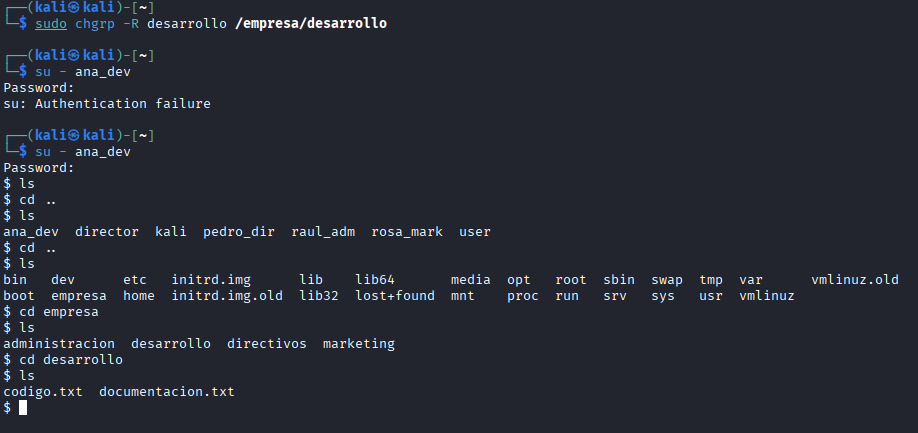 ┌──(kali㉿kali)-[~]
└─$ sudo chgrp -R desarrollo /empresa/desarrollo
┌──(kali㉿kali)-[~]
└─$ su - ana_dev
Password:
su: Authentication failure
┌──(kali㉿kali)-[~]
└─$ su - ana_dev
Password:
$ ls
$ cd ..
$ ls
ana_dev director kali pedro_dir raul_adm rosa_mark user
$ cd ..
$ ls
bin dev etc initrd.img lib lib64 media opt root sbin swap tmp var vmlinuz.old
boot empresa home initrd.img.old lib32 lost+found mnt proc run srv sys usr vmlinuz
$ cd empresa
$ ls
administracion desarrollo directivos marketing
$ cd desarrollo
$ ls
codigo.txt documentacion.txt
$